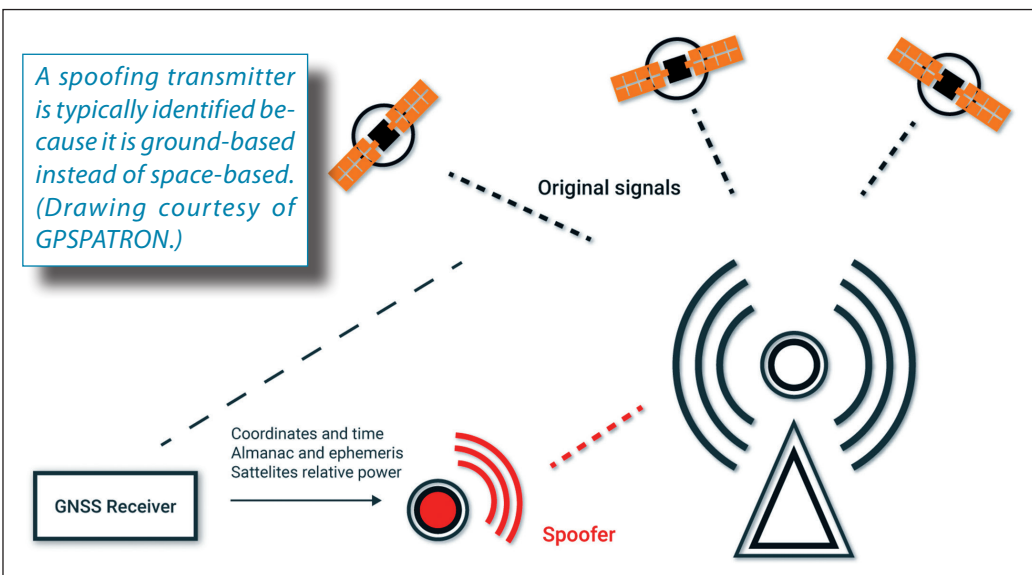 A spoofing transmitter
is typically identified be-
cause it is ground-based
instead of space-based.
(Drawing courtesy of
GPSPATRON.)
Original signals
Coordinates and time
Almanac and ephemeris
Sattelites relative power
GNSS Receiver
Spoofer